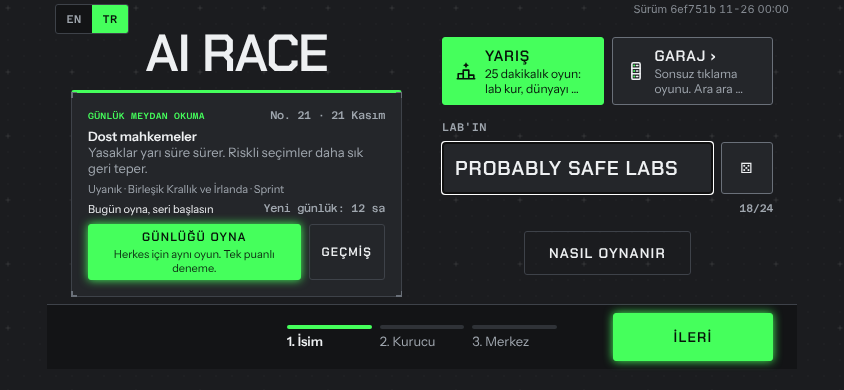 EN TR
Sürüm 6ef751b 11-26 00:00
AI RACE
GÜNLÜK MEYDAN OKUMA
No. 21 · 21 Kasım
Dost mahkemeler
Yasaklar yarı süre sürer. Riskli seçimler daha sık
geri teper.
Uyanık · Birleşik Krallık ve İrlanda · Sprint
Bugün oyna, seri başlasın
Yeni günlük: 12 sa
GÜNLÜĞÜ OYNA
Herkes için aynı oyun. Tek puanlı
deneme.
GEÇMİŞ
YARIŞ
25 dakikalık oyun:
lab kur, dünyayı ...
GARAJ ›
Sonsuz tıklama
oyunu. Ara ara ...
LAB'IN
PROBABLY SAFE LABS
18/24
NASIL OYNANIR
1. İsim
2. Kurucu
3. Merkez
İLERİ